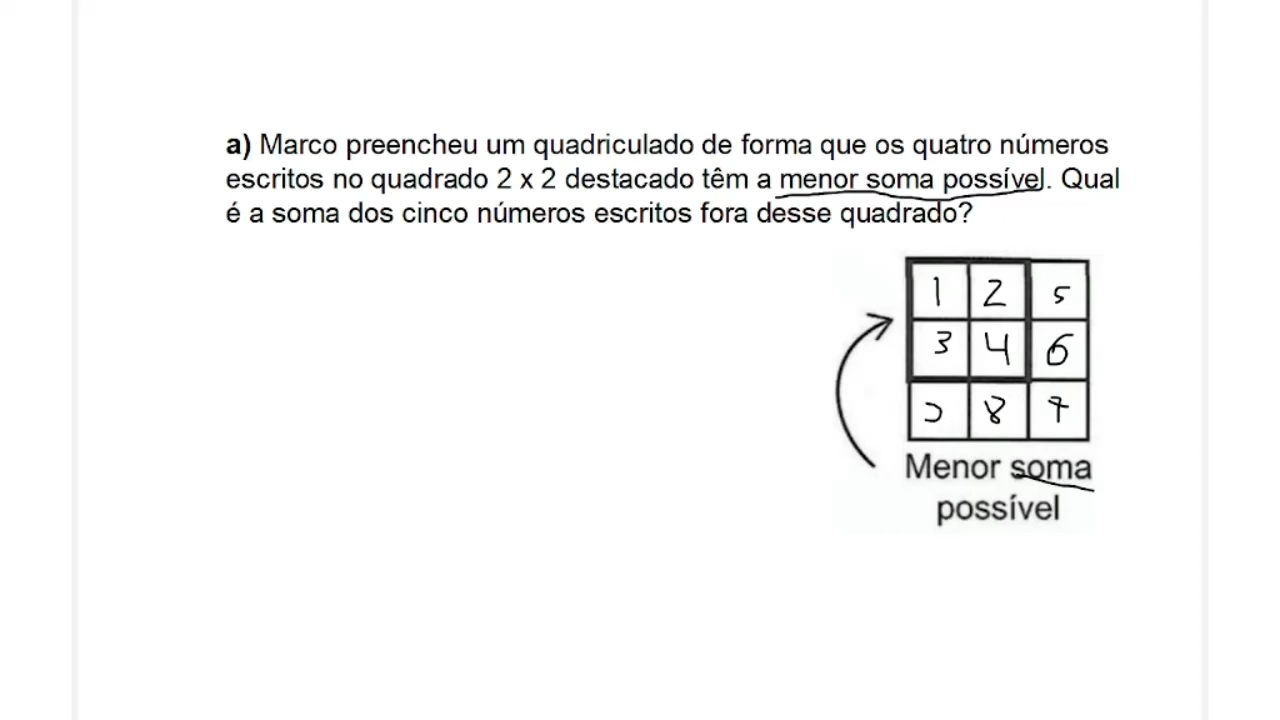 a) Marco preencheu um quadriculado de forma que os quatro números
escritos no quadrado 2 x 2 destacado têm a menor soma possível. Qual
é a soma dos cinco números escritos fora desse quadrado?
1 2 5
3 4 6
8 7
Menor soma
possível